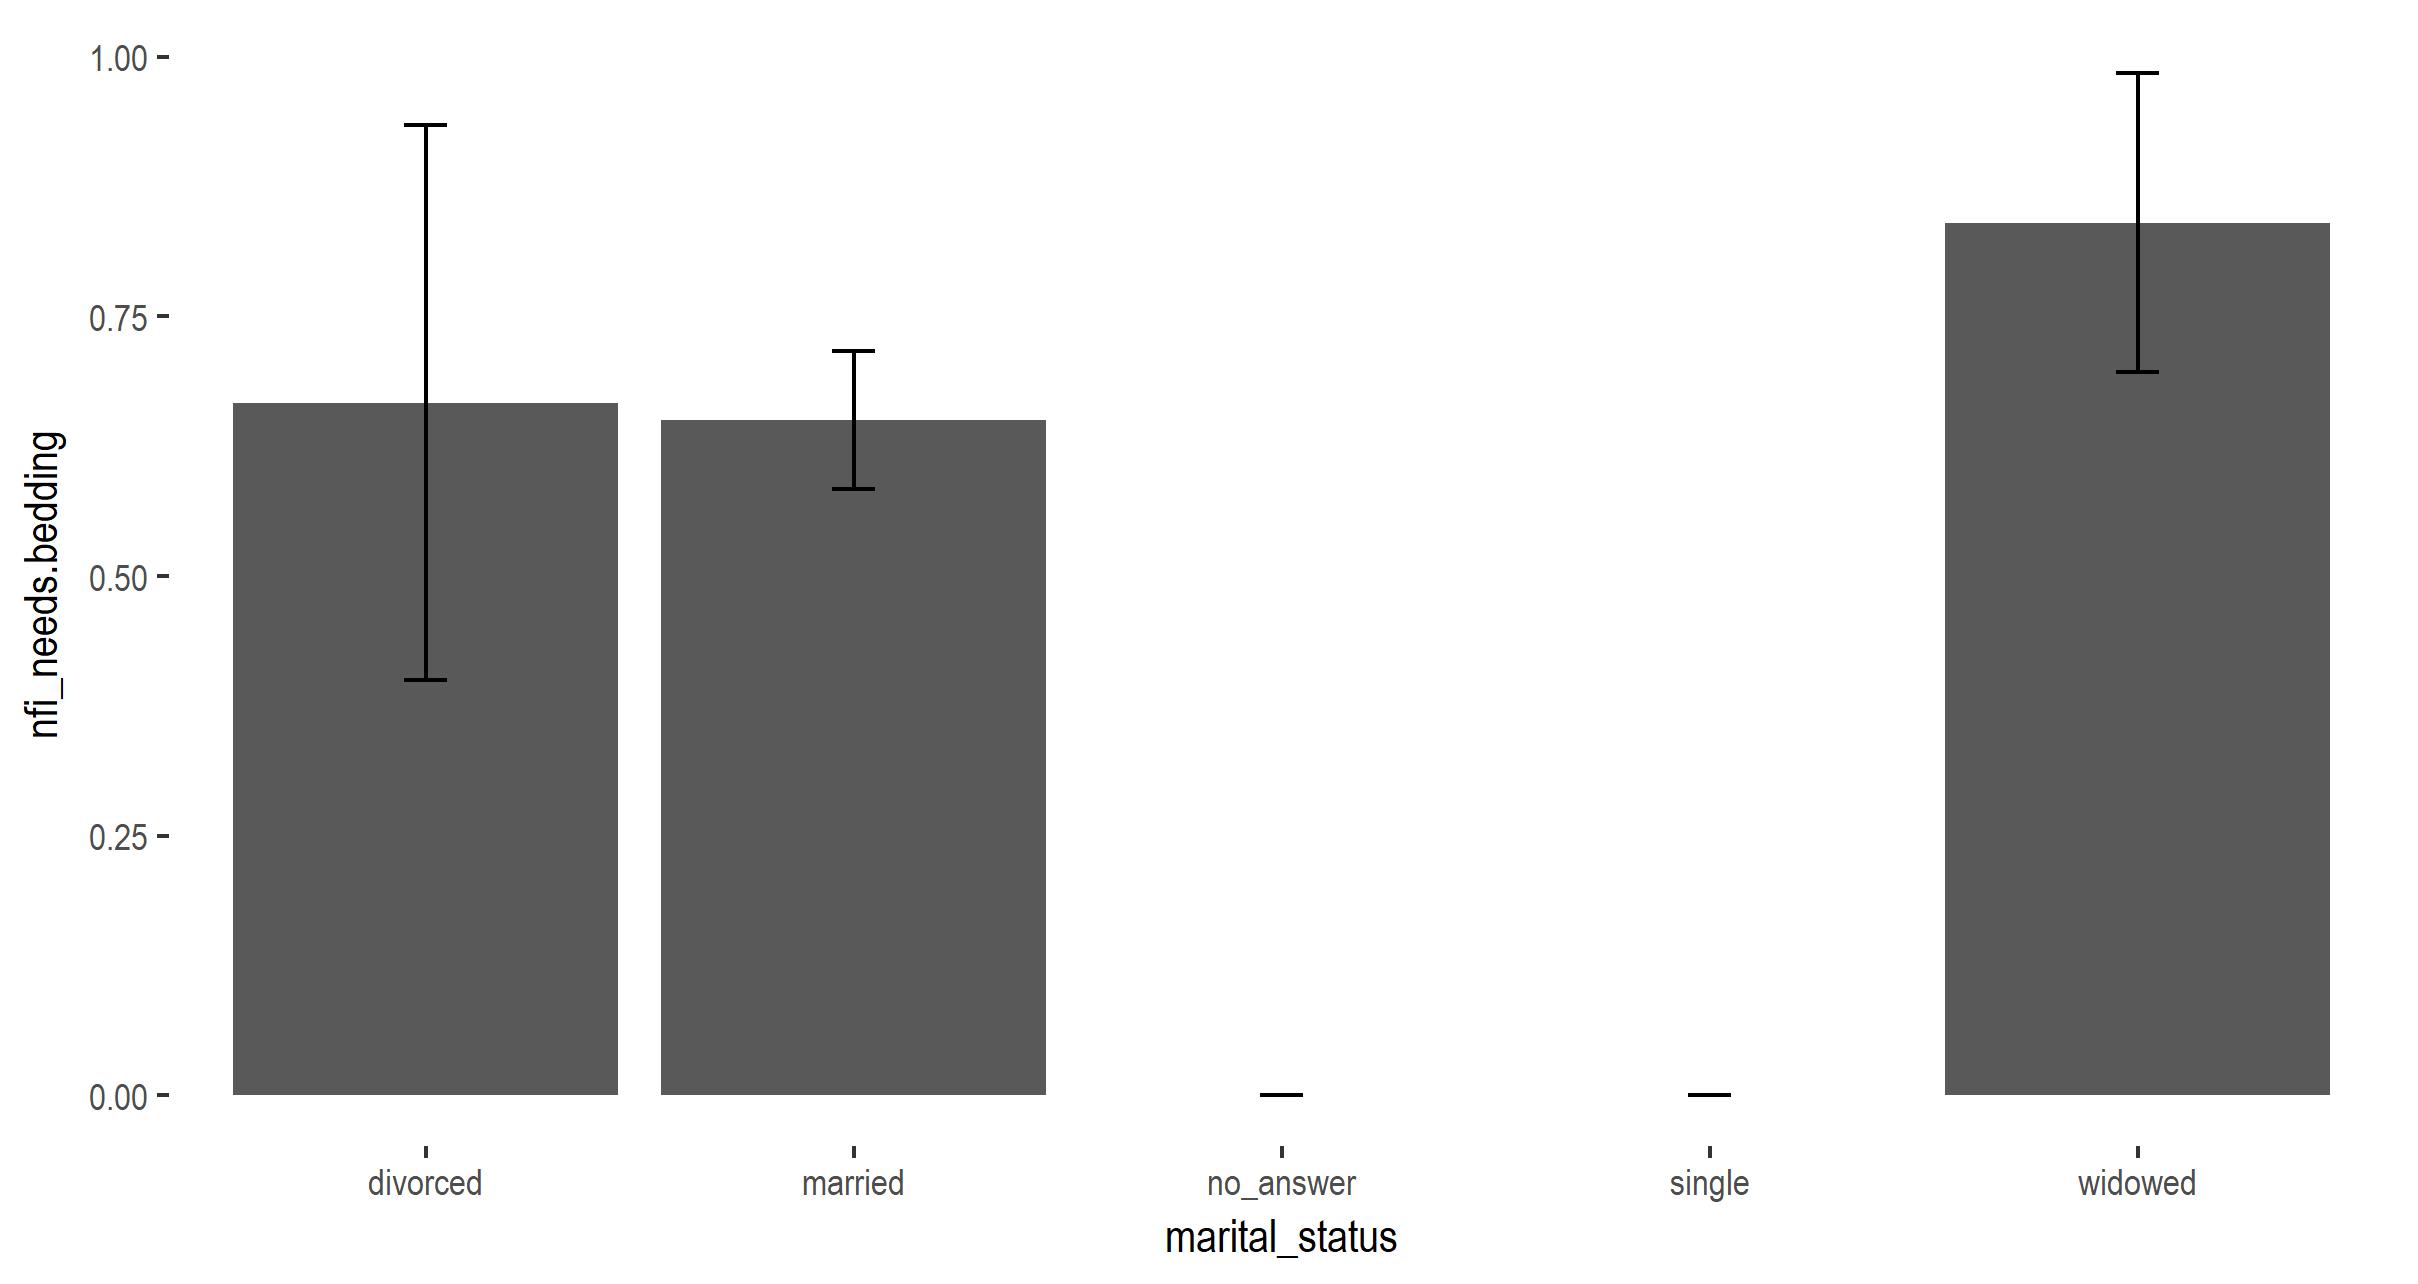 1.00
0.75
0.50
0.25
0.00
nfi_needs.bedding
divorced
married
no_answer
single
widowed
marital_status